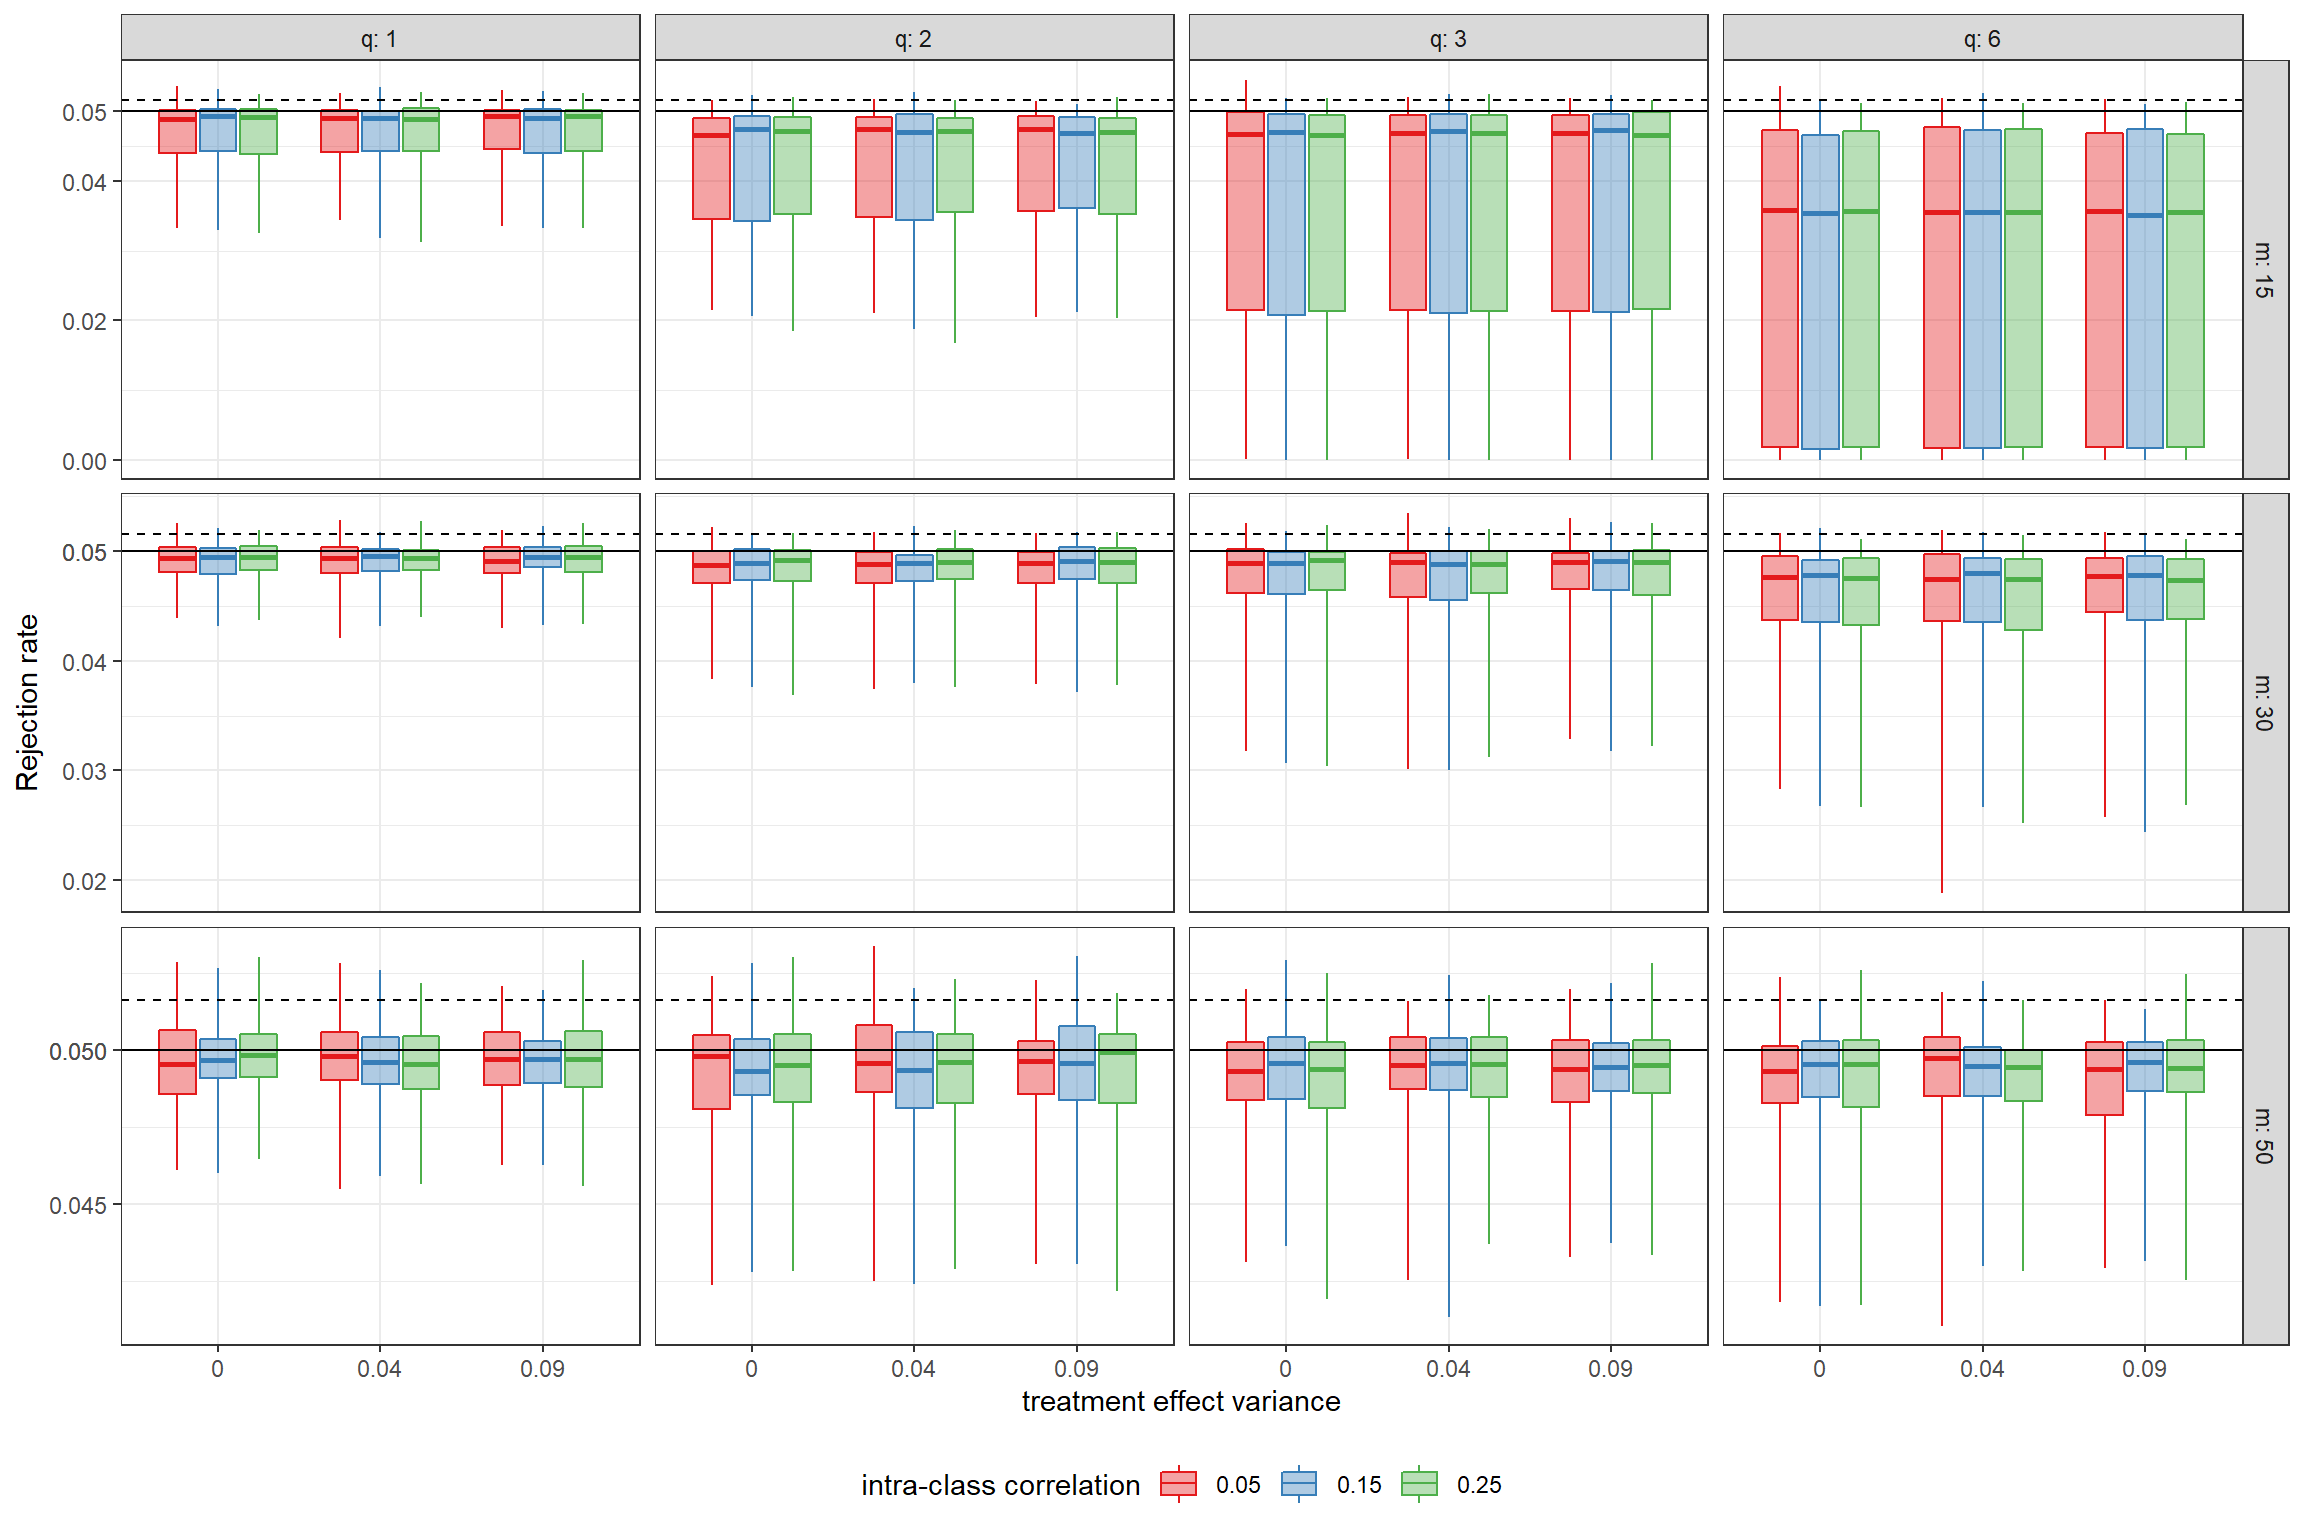 q: 1 q: 2 q: 3 q: 6
0.05
0.04
0.02
0.00
m: 15
0.05
0.04
0.03
0.02
m: 30
0.050
0.045
m: 50
Rejection rate
0 0.04 0.09 0 0.04 0.09 0 0.04 0.09 0 0.04 0.09
treatment effect variance
intra-class correlation 0.05 0.15 0.25